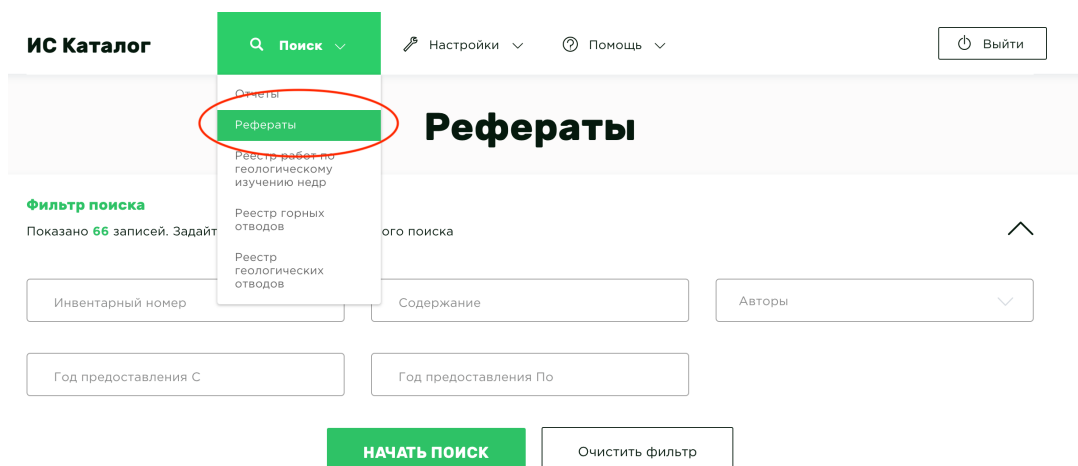 ИС Каталог
Поиск
Настройки
Помощь
Выйти
Отчеты
Рефераты
Реестр работ по
геологическому
изучению недр
Реестр горных
отводов
Реестр
геологических
отводов
Рефераты
Фильтр поиска
Показано 66 записей. Задайт ого поиска
Инвентарный номер
Содержание
Авторы
Год предоставления С
Год предоставления По
НАЧАТЬ ПОИСК
Очистить фильтр